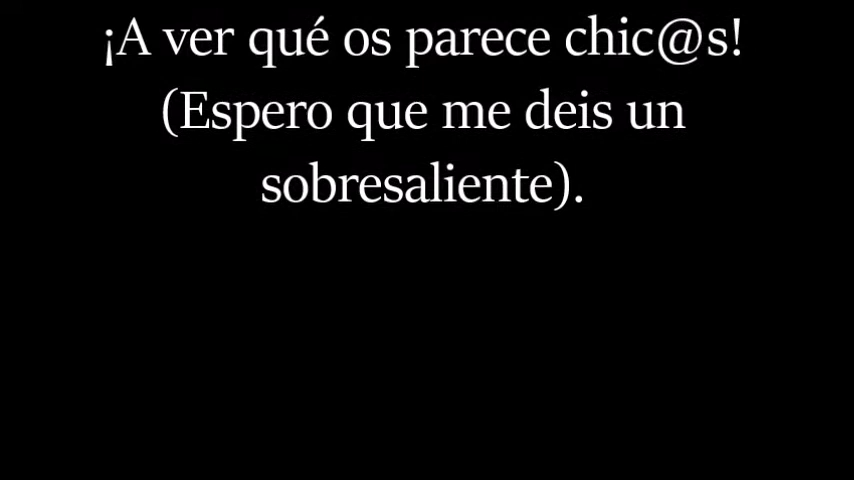 ¡A ver qué os parece chic@s!
(Espero que me deis un
sobresaliente).